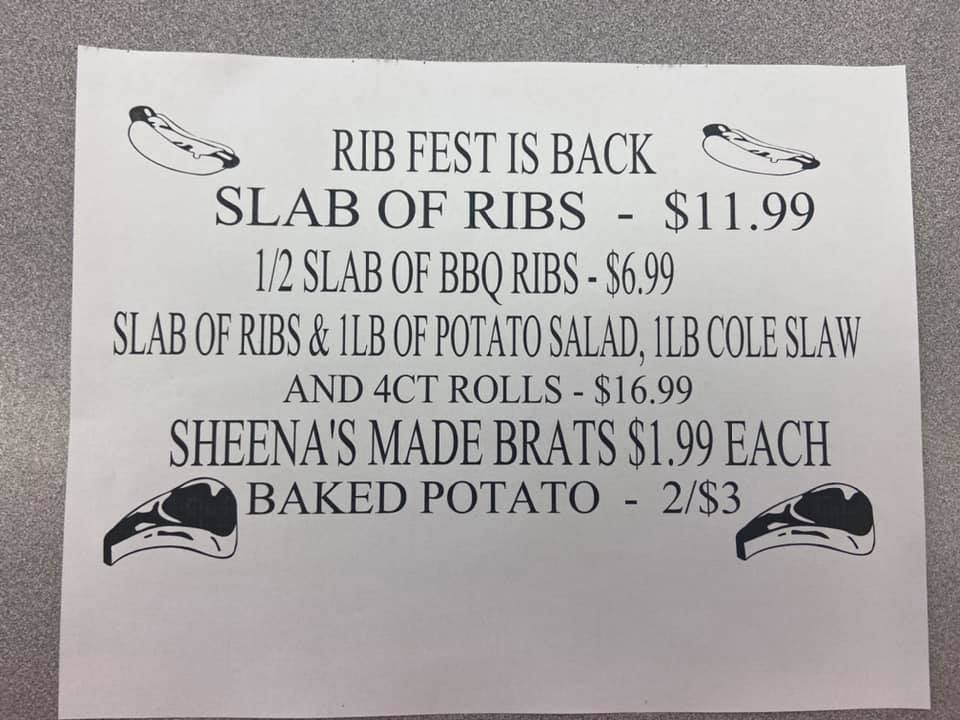 RIB FEST IS BACK
SLAB OF RIBS - $11.99
1/2 SLAB OF BBQ RIBS - $6.99
SLAB OF RIBS & 1LB OF POTATO SALAD, 1LB COLE SLAW
AND 4CT ROLLS - $16.99
SHEENA'S MADE BRATS $1.99 EACH
BAKED POTATO - 2/$3